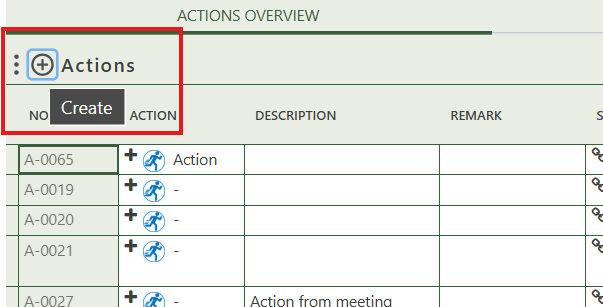 ACTIONS OVERVIEW
Actions
Create
NO ACTION DESCRIPTION REMARK S
A-0065 Action
A-0019 -
A-0020 -
A-0021 -
A-0027 - Action from meeting